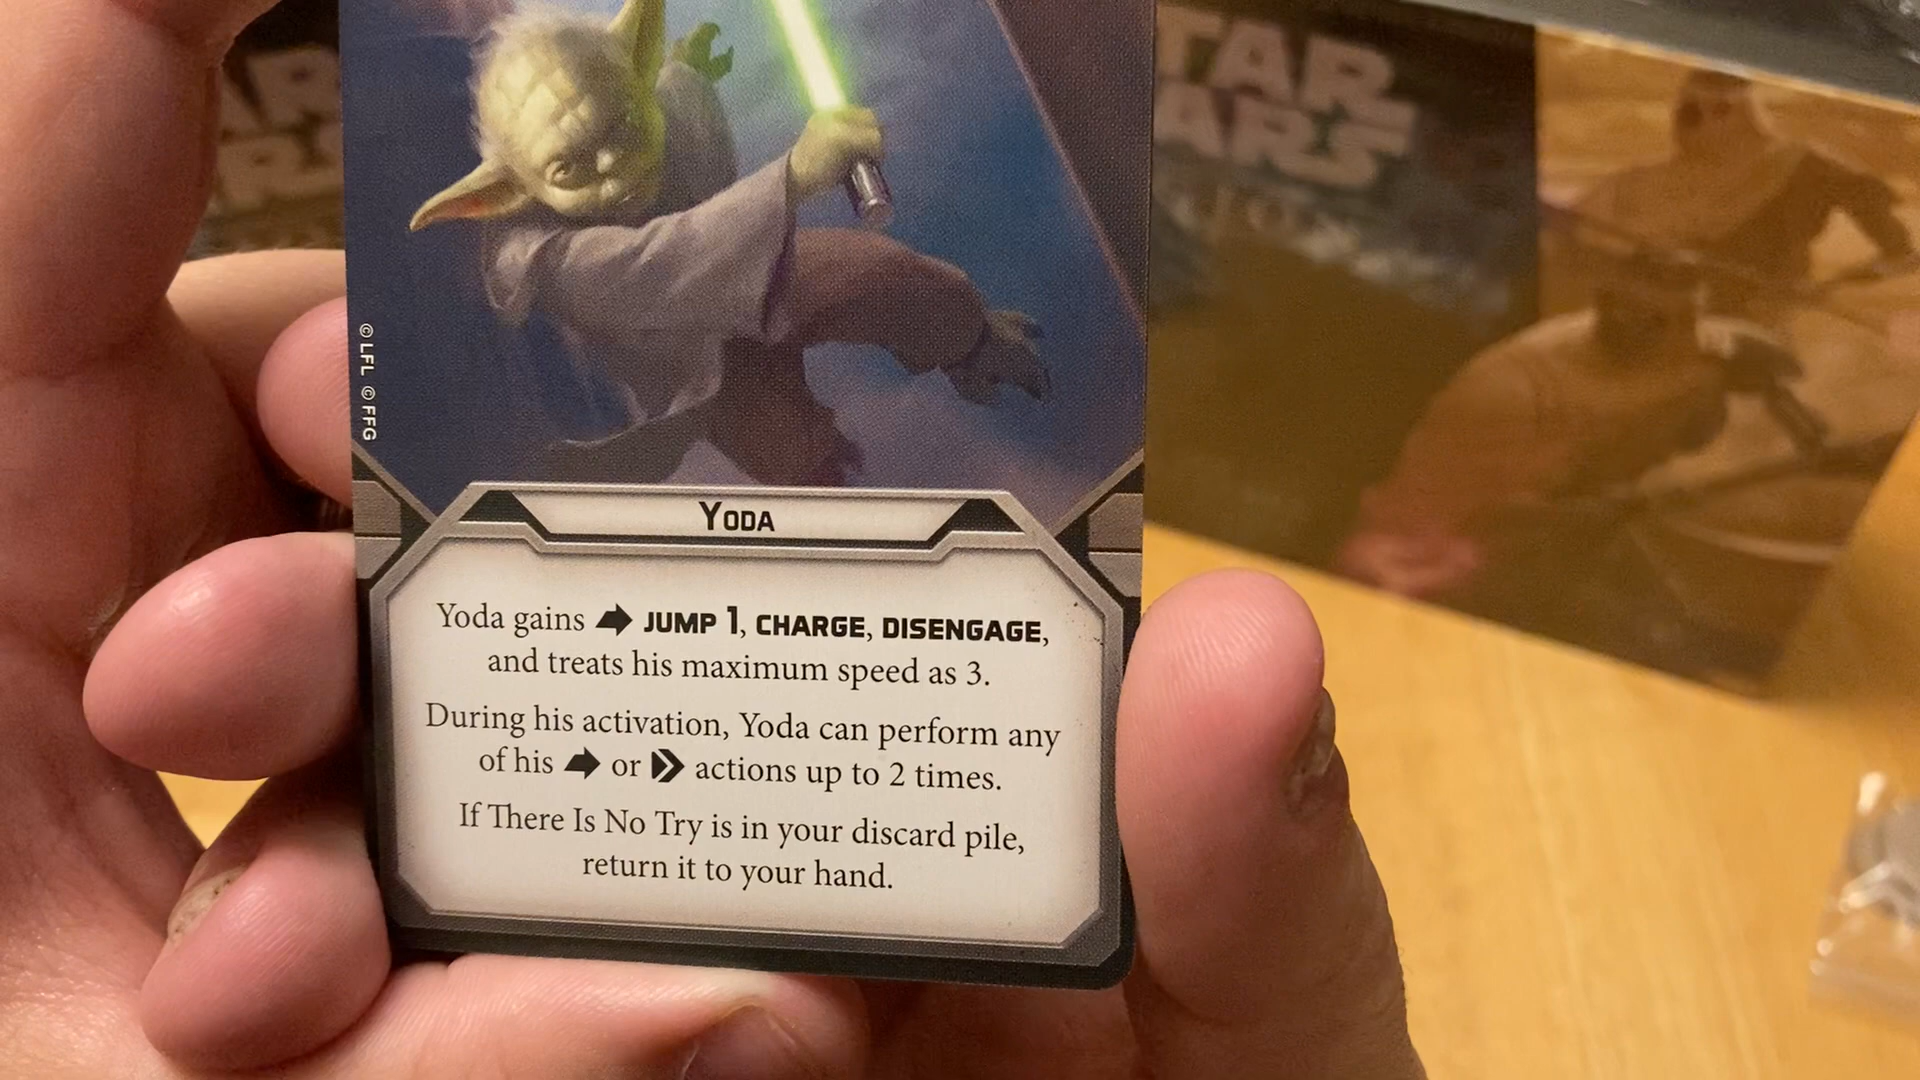 TAR
WARS
© LFL © FFG
Yoda
Yoda gains JUMP 1, CHARGE, DISENGAGE,
and treats his maximum speed as 3.
During his activation, Yoda can perform any
of his or actions up to 2 times.
If There Is No Try is in your discard pile,
return it to your hand.